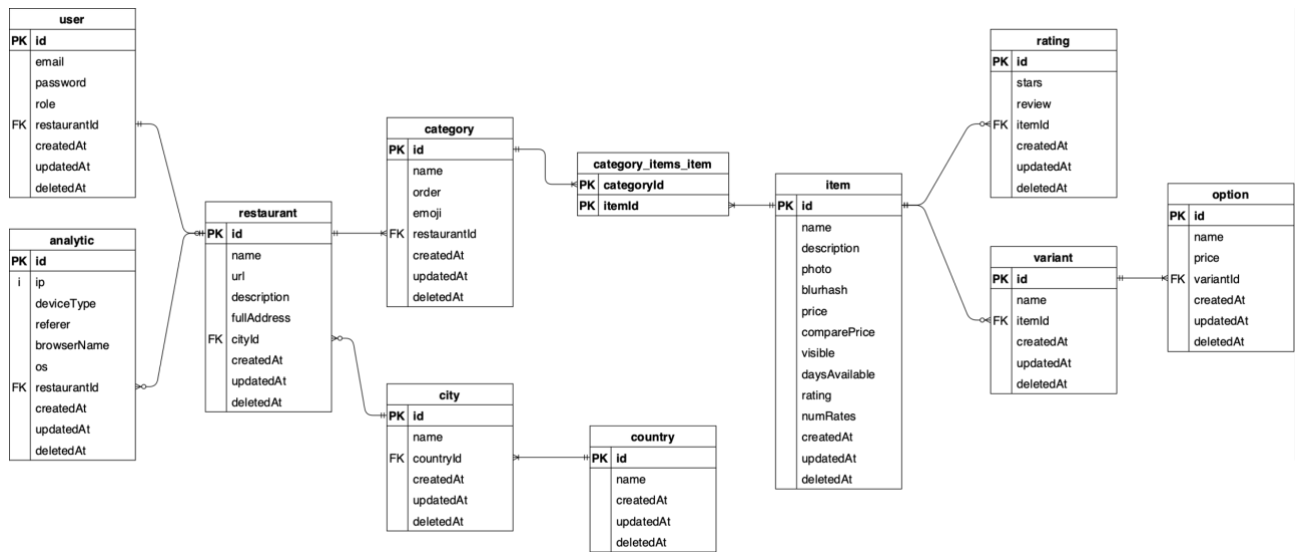 user
PK id
email
password
role
FK restaurantId
createdAt
updatedAt
deletedAt
analytic
PK id
i ip
deviceType
referer
browserName
os
FK restaurantId
createdAt
updatedAt
deletedAt
restaurant
PK id
name
url
description
fullAddress
FK cityId
createdAt
updatedAt
deletedAt
category
PK id
name
order
emoji
FK restaurantId
createdAt
updatedAt
deletedAt
city
PK id
name
FK countryId
createdAt
updatedAt
deletedAt
category_items_item
PK categoryId
PK itemId
country
PK id
name
createdAt
updatedAt
deletedAt
item
PK id
name
description
photo
blurhash
price
comparePrice
visible
daysAvailable
rating
numRates
createdAt
updatedAt
deletedAt
rating
PK id
stars
review
FK itemId
createdAt
updatedAt
deletedAt
variant
PK id
name
FK itemId
createdAt
updatedAt
deletedAt
option
PK id
name
price
FK variantId
createdAt
updatedAt
deletedAt